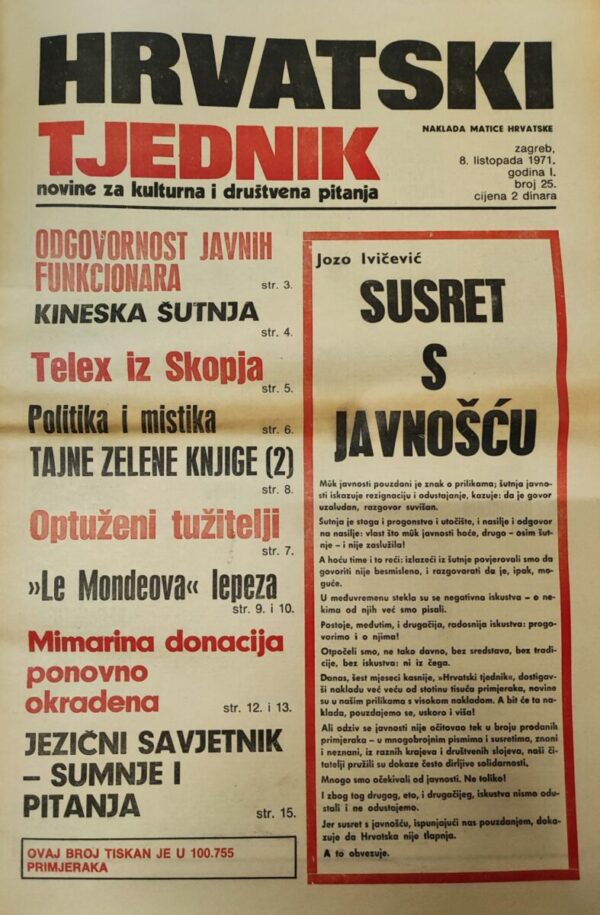 HRVATSKI
TJEDNIK
novine za kulturna i društvena pitanja
NAKLADA MATICE HRVATSKE
zagreb,
8. listopada 1971.
godina I.
broj 25.
cijena 2 dinara
ODGOVORNOST JAVNIH
FUNKCIONARA
str. 3.
KINESKA ŠUTNJA
str. 4.
Telex iz Skopja
str. 5.
Politika i mistika
str. 6.
TAJNE ZELENE KNJIGE (2)
str. 8.
Optuženi tužitelji
str. 7.
»Le Mondeova« lepeza
str. 9. i 10.
Mimarina donacija
ponovno
okradena
str. 12. i 13.
JEZIČNI SAVJETNIK
– SUMNJE I
PITANJA
str. 15.
OVAJ BROJ TISKAN JE U 100.755
PRIMJERAKA
Jozo Ivičević
SUSRET
S
JAVNOŠĆU
Mûk javnosti pouzdani je znak o prilikama; šutnja javno-
sti iskazuje rezignaciju i odustajanje, kazuje: da je govor
uzaludan, razgovor suvišan.
Šutnja je stoga i progonstvo i utočište, i nasilje i odgovor
na nasilje: vlast što mûk javnosti hoće, drugo – osim šut-
nje – i nije zaslužila!
A hoću time i to reći: izlazeći iz šutnje povjerovali smo da
govoriti nije besmisleno, i razgovarati da je, ipak, mo-
guće.
U međuvremenu stekla su se negativna iskustva – o ne-
kima od njih već smo pisali.
Postoje, međutim, i drugačija, radosnija iskustva: progo-
vorimo i o njima!
Otpočeli smo, ne tako davno, bez sredstava, bez tradi-
cije, bez iskustva: ni iz čega.
Danas, šest mjeseci kasnije, »Hrvatski tjednik«, dostigav-
ši nakladu već veću od stotinu tisuća primjeraka, novine
su u našim prilikama s visokom nakladom. A bit će ta na-
klada, pouzdajemo se, uskoro i viša!
Ali odziv se javnosti nije očitovao tek u broju prodanih
primjeraka – u mnogobrojnim pismima i susretima, znani
i neznani, iz raznih krajeva i društvenih slojeva, naši či-
tatelji pružili su dokaze često dirljive solidarnosti.
Mnogo smo očekivali od javnosti. Ne toliko!
I zbog tog drugog, eto, i drugačijeg, iskustva nismo odu-
stali i ne odustajemo.
Jer susret s javnošću, ispunjajući nas pouzdanjem, doka-
zuje da Hrvatska nije tlapnja.
A to obvezuje.